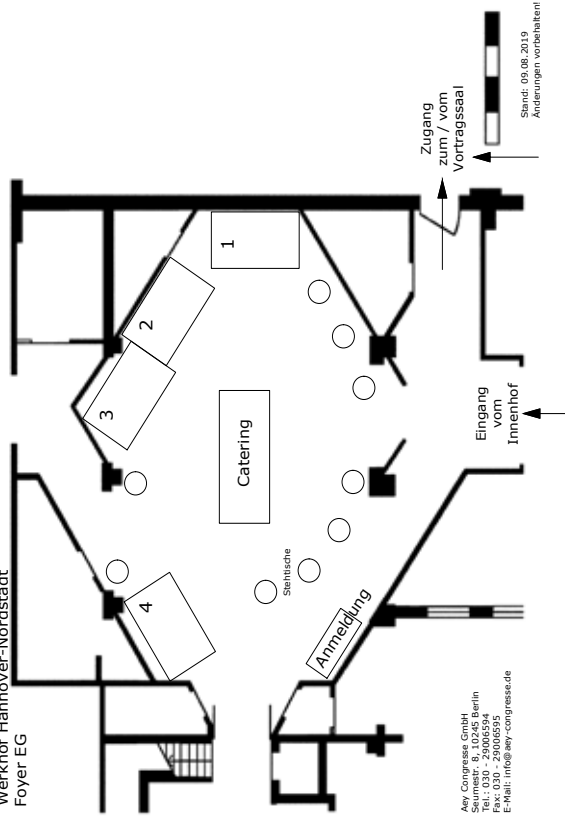 Werkhof Hannover-Nordstadt
Foyer EG
1
2
3
4
Catering
Stehtische
Anmeldung
Eingang
vom
Innenhof
Zugang
zum / vom
Vortragssaal
Stand: 09.08.2019
Änderungen vorbehalten!
Aey Congresse GmbH
Seumestr. 8, 10245 Berlin
Tel.: 030 - 29006594
Fax: 030 - 29006595
E-Mail: info@aey-congresse.de